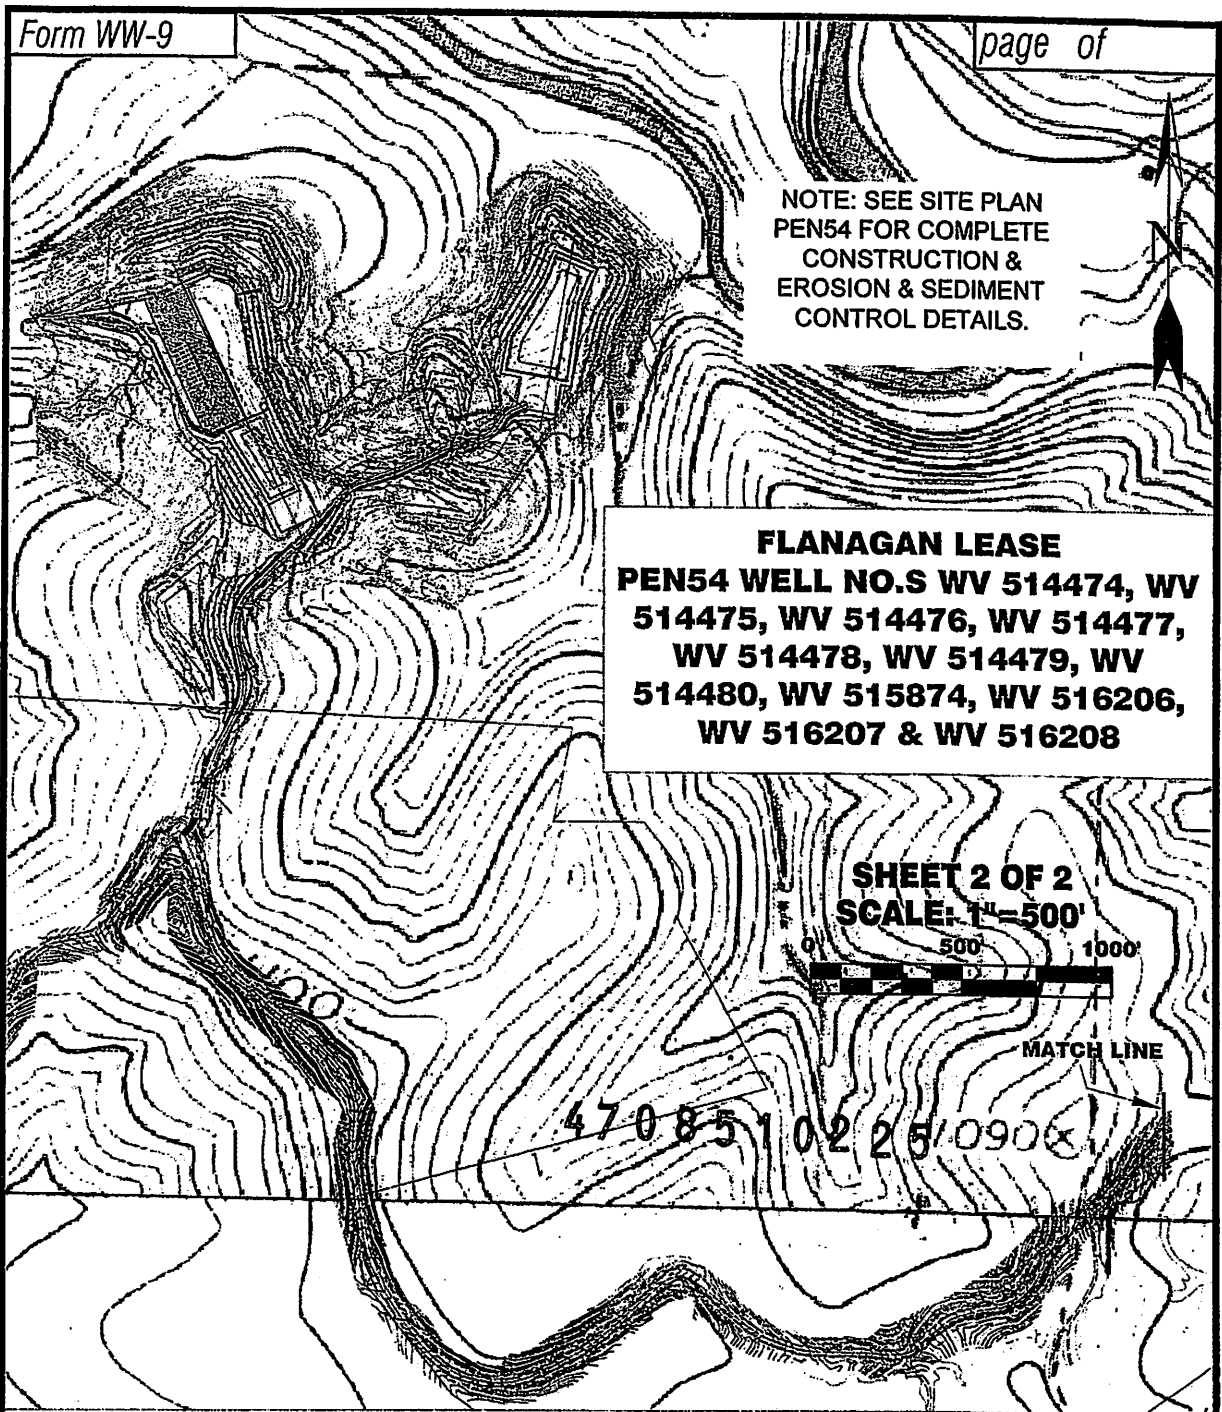 Form WW-9
page of
NOTE: SEE SITE PLAN
PEN54 FOR COMPLETE
CONSTRUCTION &
EROSION & SEDIMENT
CONTROL DETAILS.
N
FLANAGAN LEASE
PEN54 WELL NO.S WV 514474, WV
514475, WV 514476, WV 514477,
WV 514478, WV 514479, WV
514480, WV 515874, WV 516206,
WV 516207 & WV 516208
SHEET 2 OF 2
SCALE: 1"=500'
0' 500' 1000'
MATCH LINE
4708510225
1090